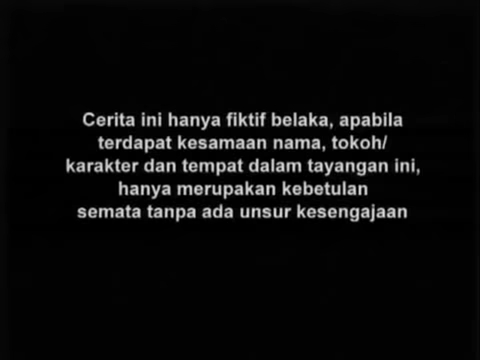 Cerita ini hanya fiktif belaka, apabila
terdapat kesamaan nama, tokoh/
karakter dan tempat dalam tayangan ini,
hanya merupakan kebetulan
semata tanpa ada unsur kesengajaan